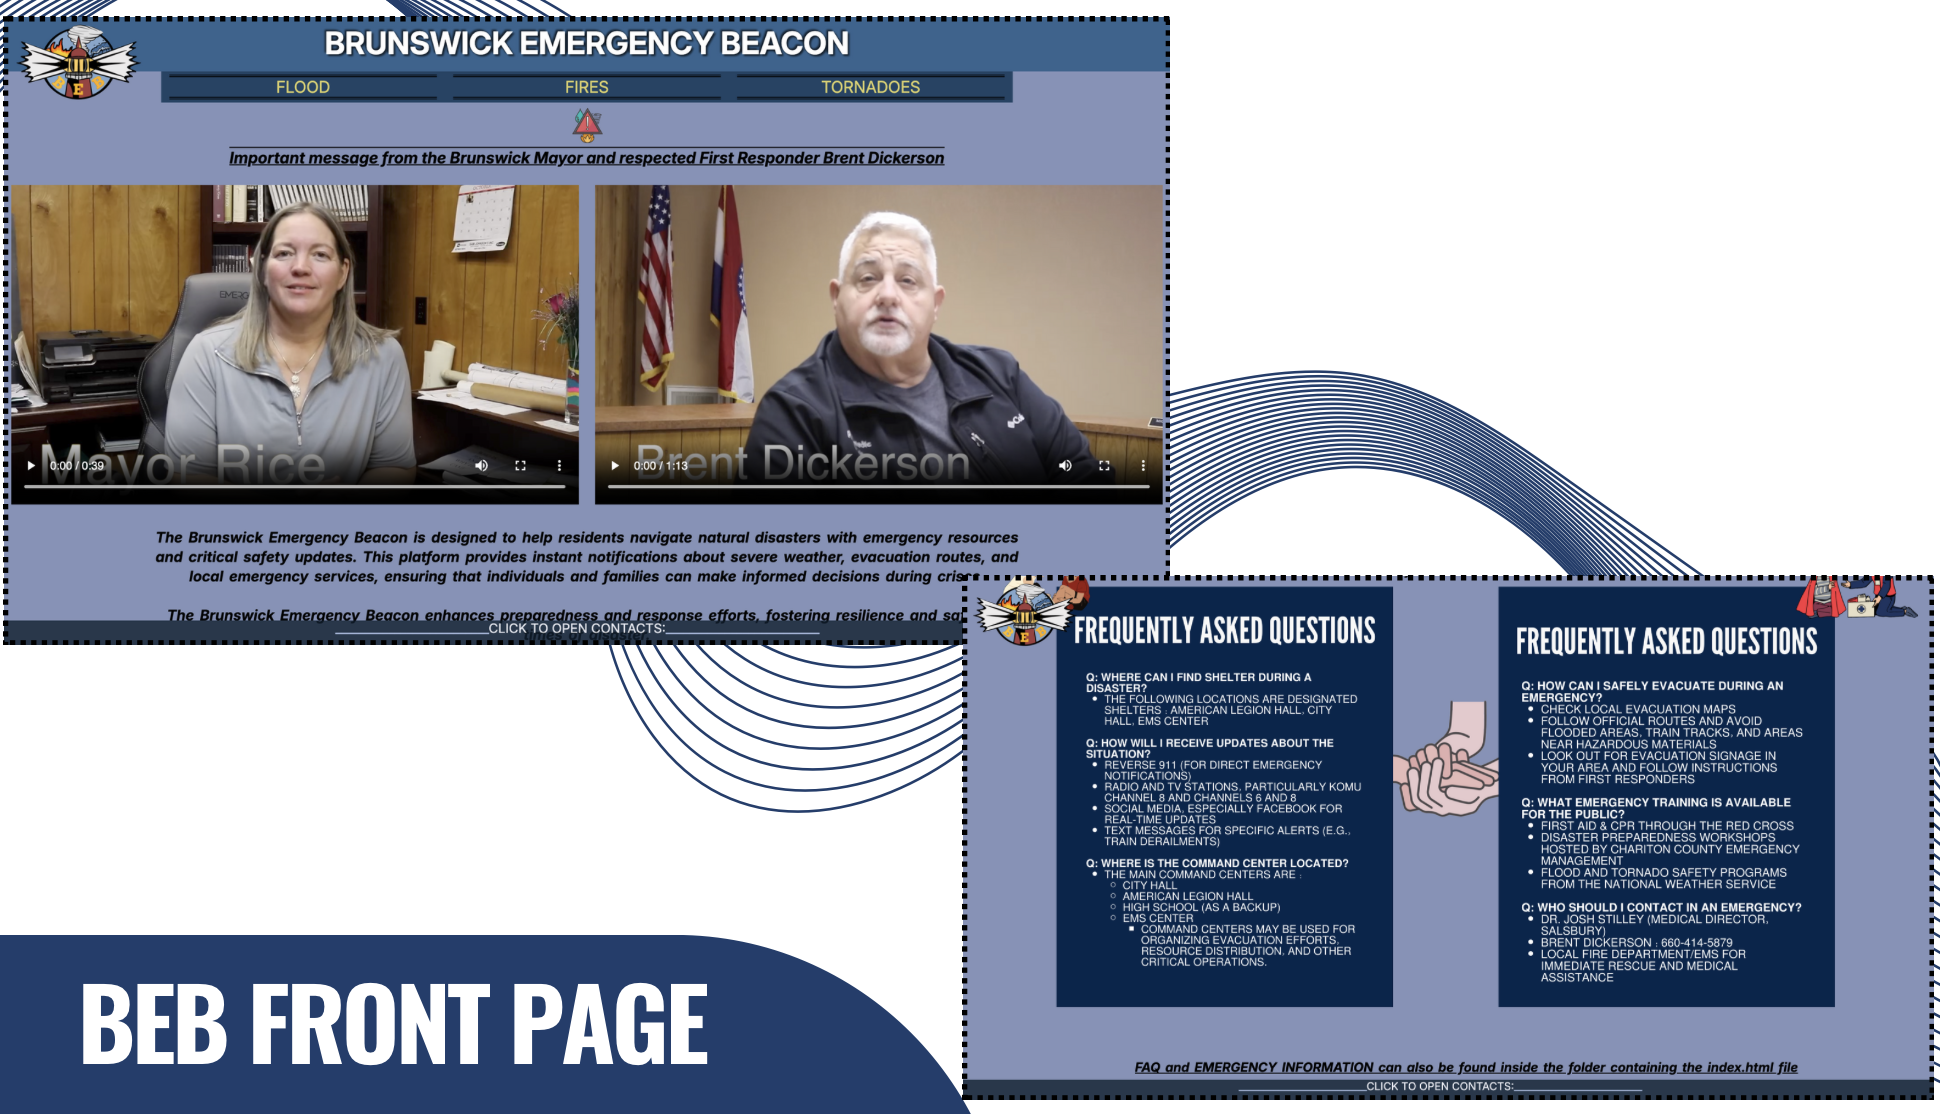 BRUNSWICK EMERGENCY BEACON
FLOOD
FIRES
TORNADOES
Important message from the Brunswick Mayor and respected First Responder Brent Dickerson
Mayor Rice
0:00 / 0:39
Brent Dickerson
0:00 / 1:13
The Brunswick Emergency Beacon is designed to help residents navigate natural disasters with emergency resources
and critical safety updates. This platform provides instant notifications about severe weather, evacuation routes, and
local emergency services, ensuring that individuals and families can make informed decisions during
The Brunswick Emergency Beacon enhances preparedness and response efforts, fostering resilience and
CLICK TO OPEN CONTACTS:
BEB
FREQUENTLY ASKED QUESTIONS
Q: WHERE CAN I FIND SHELTER DURING A
DISASTER?
• THE FOLLOWING LOCATIONS ARE DESIGNATED
SHELTERS : AMERICAN LEGION HALL, CITY
HALL, EMS CENTER
Q: HOW WILL I RECEIVE UPDATES ABOUT THE
SITUATION?
• REVERSE 911 (FOR DIRECT EMERGENCY
NOTIFICATIONS)
• RADIO AND TV STATIONS, PARTICULARLY KOMU
CHANNEL 8 AND CHANNELS 6 AND 8
• SOCIAL MEDIA, ESPECIALLY FACEBOOK FOR
REAL-TIME UPDATES
• TEXT MESSAGES FOR SPECIFIC ALERTS (E.G.,
TRAIN DERAILMENTS)
Q: WHERE IS THE COMMAND CENTER LOCATED?
• THE MAIN COMMAND CENTERS ARE :
○ CITY HALL
○ AMERICAN LEGION HALL
○ HIGH SCHOOL (AS A BACKUP)
○ EMS CENTER
■ COMMAND CENTERS MAY BE USED FOR
ORGANIZING EVACUATION EFFORTS,
RESOURCE DISTRIBUTION, AND OTHER
CRITICAL OPERATIONS.
FREQUENTLY ASKED QUESTIONS
Q: HOW CAN I SAFELY EVACUATE DURING AN
EMERGENCY?
• CHECK LOCAL EVACUATION MAPS
• FOLLOW OFFICIAL ROUTES AND AVOID
FLOODED AREAS, TRAIN TRACKS, AND AREAS
NEAR HAZARDOUS MATERIALS
• LOOK OUT FOR EVACUATION SIGNAGE IN
YOUR AREA AND FOLLOW INSTRUCTIONS
FROM FIRST RESPONDERS
Q: WHAT EMERGENCY TRAINING IS AVAILABLE
FOR THE PUBLIC?
• FIRST AID & CPR THROUGH THE RED CROSS
• DISASTER PREPAREDNESS WORKSHOPS
HOSTED BY CHARITON COUNTY EMERGENCY
MANAGEMENT
• FLOOD AND TORNADO SAFETY PROGRAMS
FROM THE NATIONAL WEATHER SERVICE
Q: WHO SHOULD I CONTACT IN AN EMERGENCY?
• DR. JOSH STILLEY (MEDICAL DIRECTOR,
SALSBURY)
• BRENT DICKERSON : 660-414-5879
• LOCAL FIRE DEPARTMENT/EMS FOR
IMMEDIATE RESCUE AND MEDICAL
ASSISTANCE
FAQ and EMERGENCY INFORMATION can also be found inside the folder containing the index.html file
CLICK TO OPEN CONTACTS:
BEB FRONT PAGE